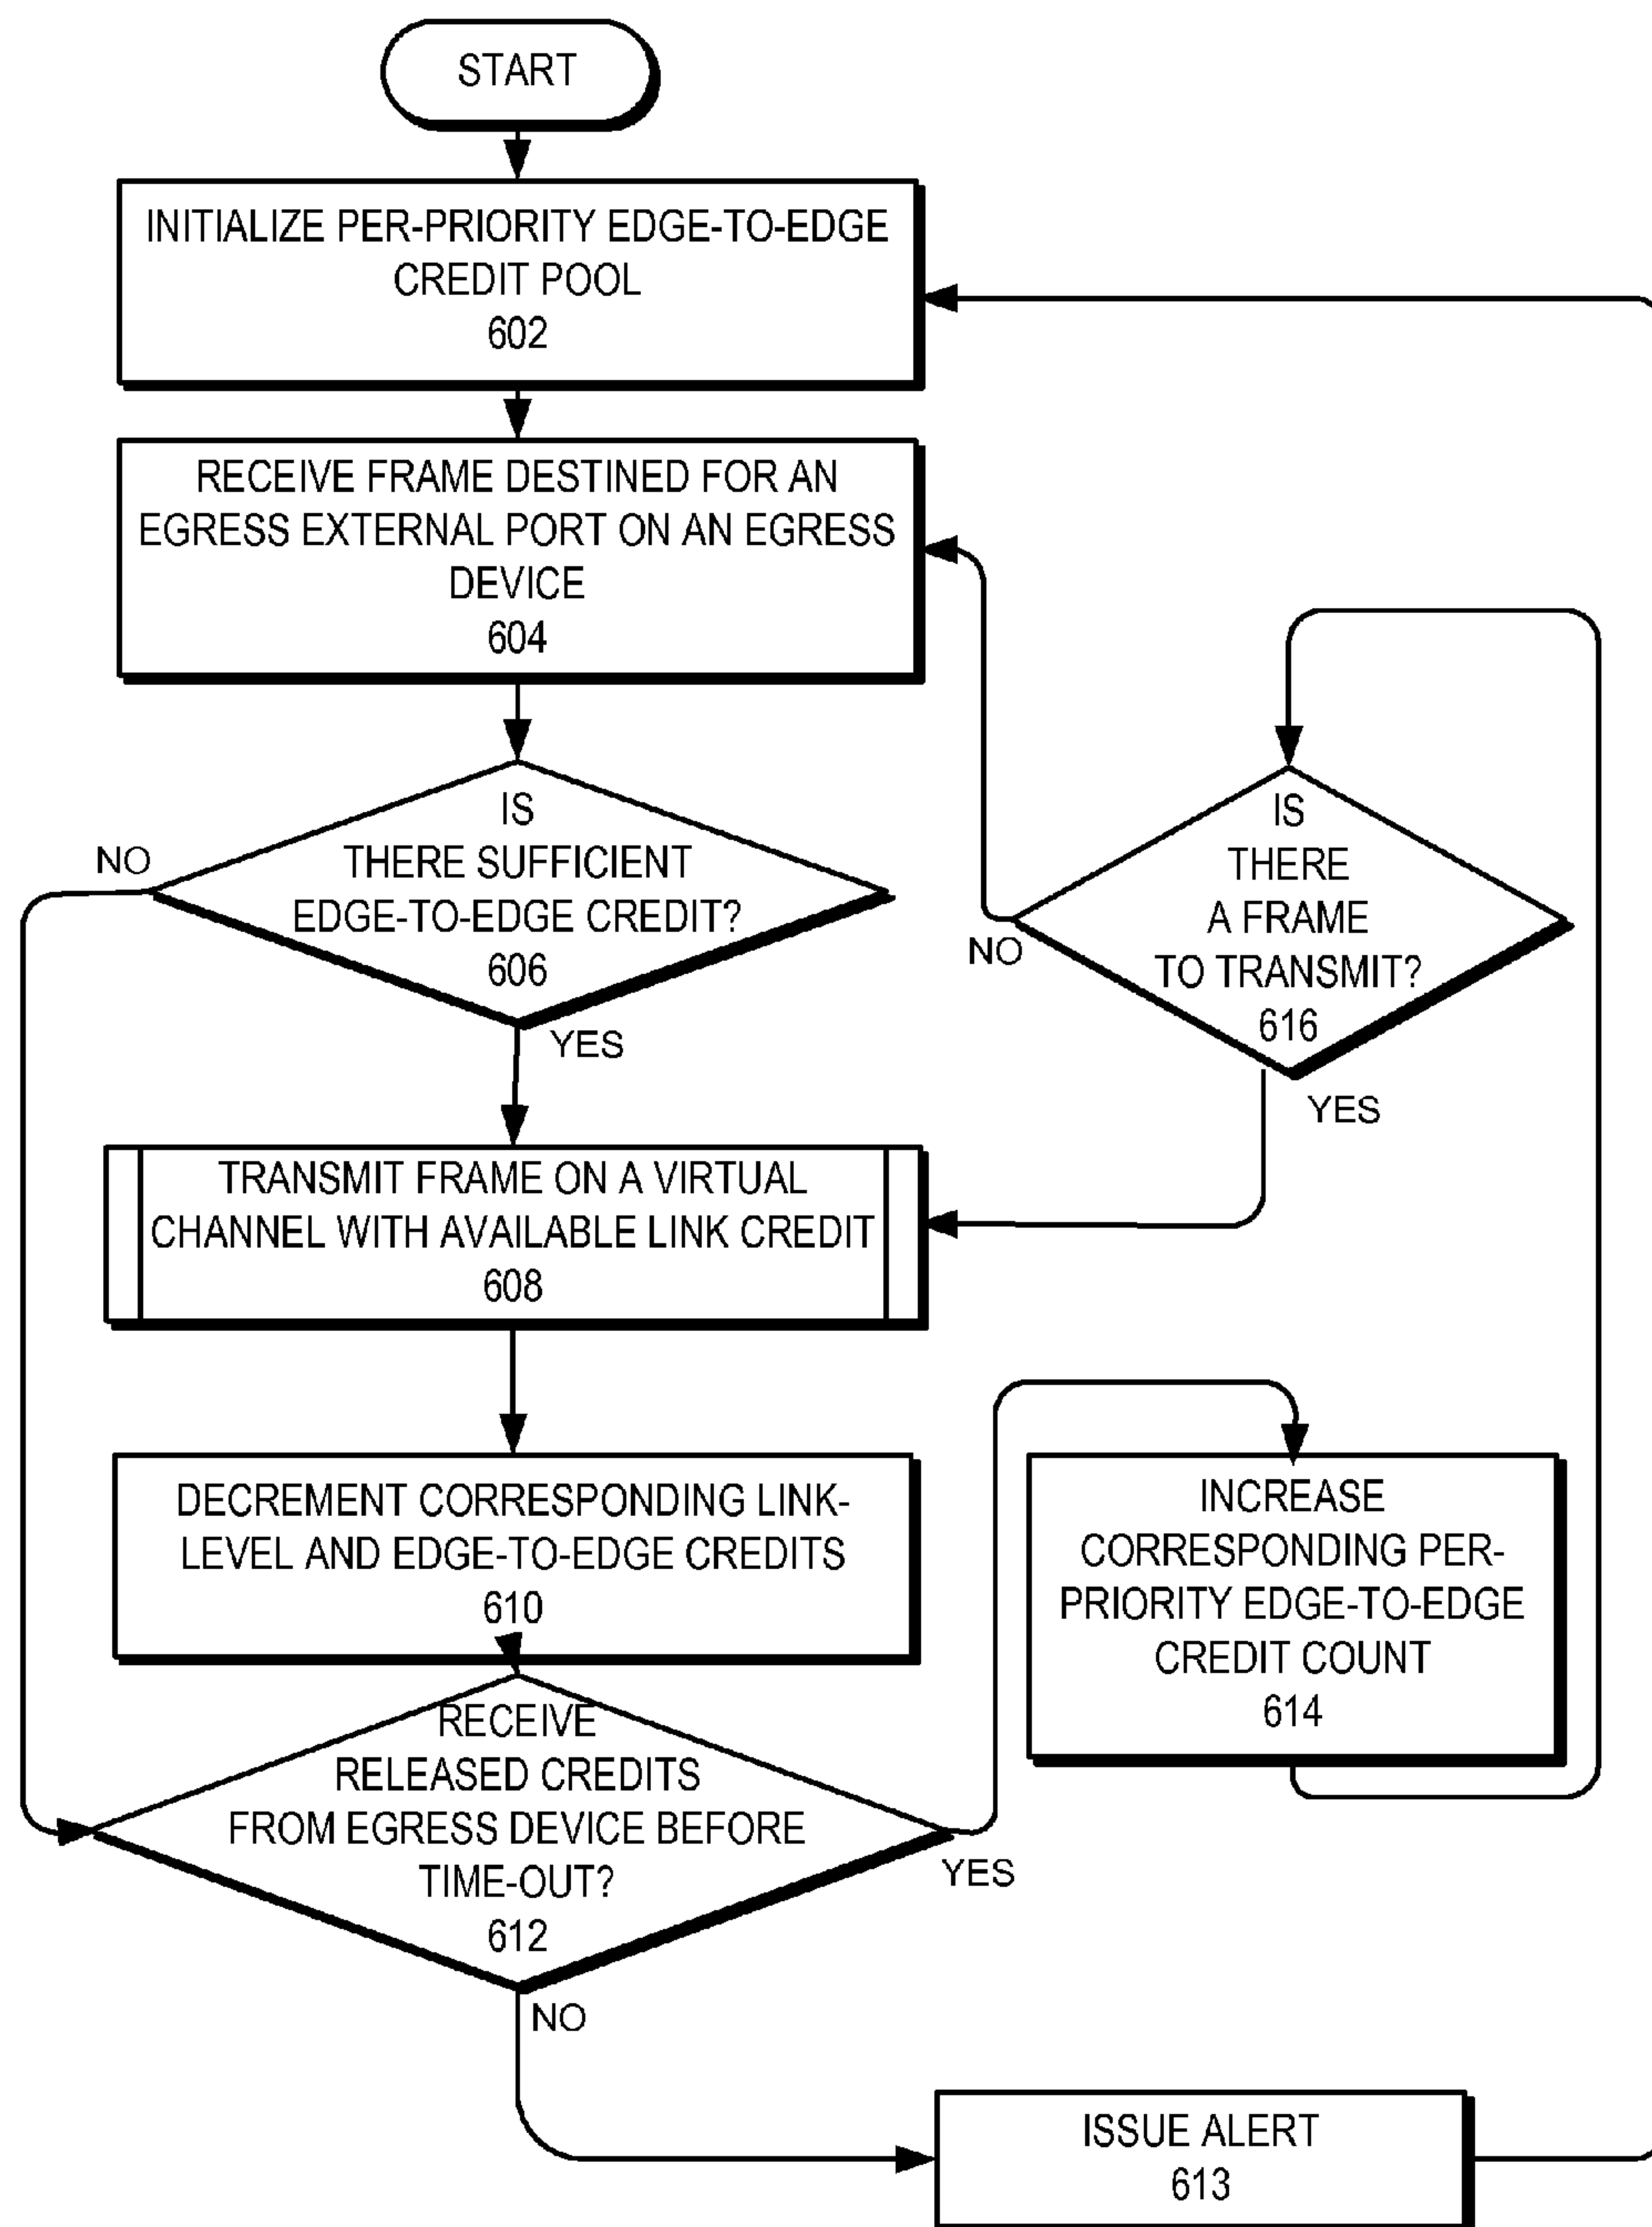 START
INITIALIZE PER-PRIORITY EDGE-TO-EDGE
CREDIT POOL
602
RECEIVE FRAME DESTINED FOR AN
EGRESS EXTERNAL PORT ON AN EGRESS
DEVICE
604
IS
THERE SUFFICIENT
EDGE-TO-EDGE CREDIT?
606
NO
YES
IS
THERE
A FRAME
TO TRANSMIT?
616
NO
YES
TRANSMIT FRAME ON A VIRTUAL
CHANNEL WITH AVAILABLE LINK CREDIT
608
DECREMENT CORRESPONDING LINK-
LEVEL AND EDGE-TO-EDGE CREDITS
610
INCREASE
CORRESPONDING PER-
PRIORITY EDGE-TO-EDGE
CREDIT COUNT
614
RECEIVE
RELEASED CREDITS
FROM EGRESS DEVICE BEFORE
TIME-OUT?
612
YES
NO
ISSUE ALERT
613